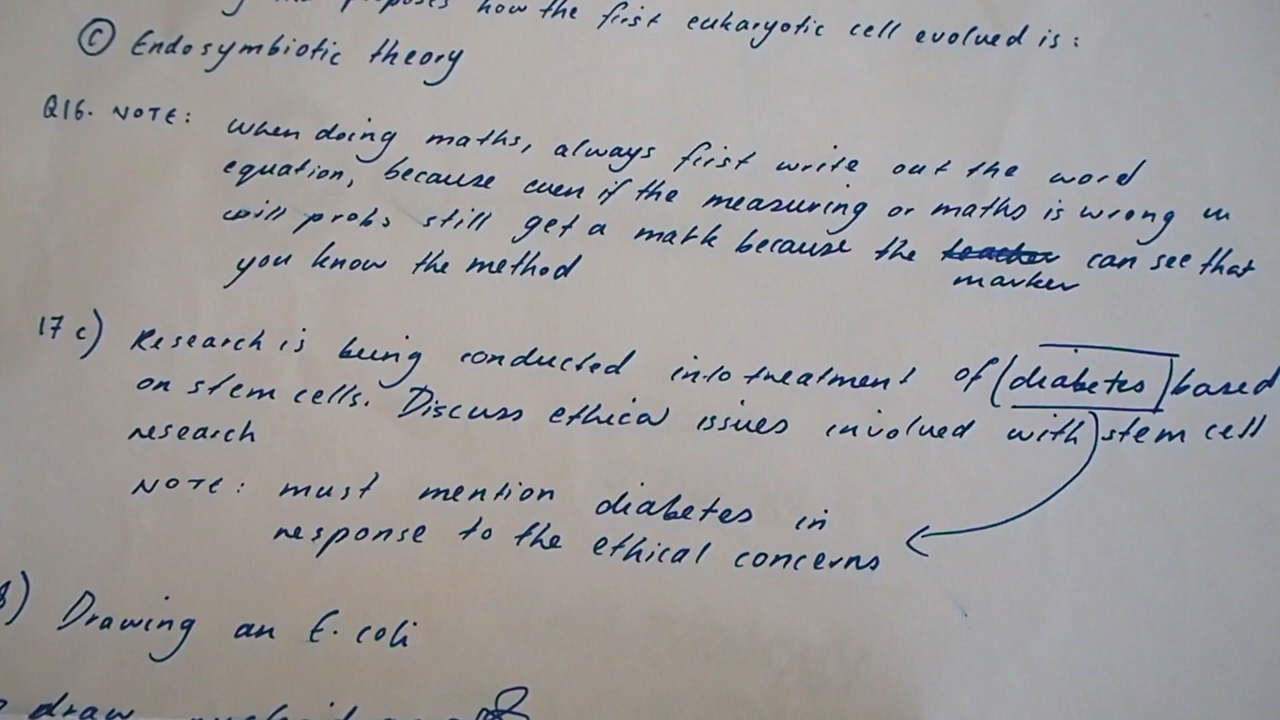 proposes how the first eukaryotic cell evolved is:
Ⓒ Endosymbiotic theory
Q16. NOTE: when doing maths, always first write out the word
equation, because even if the measuring or maths is wrong u
will probs still get a mark because the teacher can see that
marker
you know the method
17 c) Research is being conducted into treatment of (diabetes) based
on stem cells. Discuss ethical issues involved with) stem cell
research
NOTE: must mention diabetes in
response to the ethical concerns
) Drawing an E. coli
draw